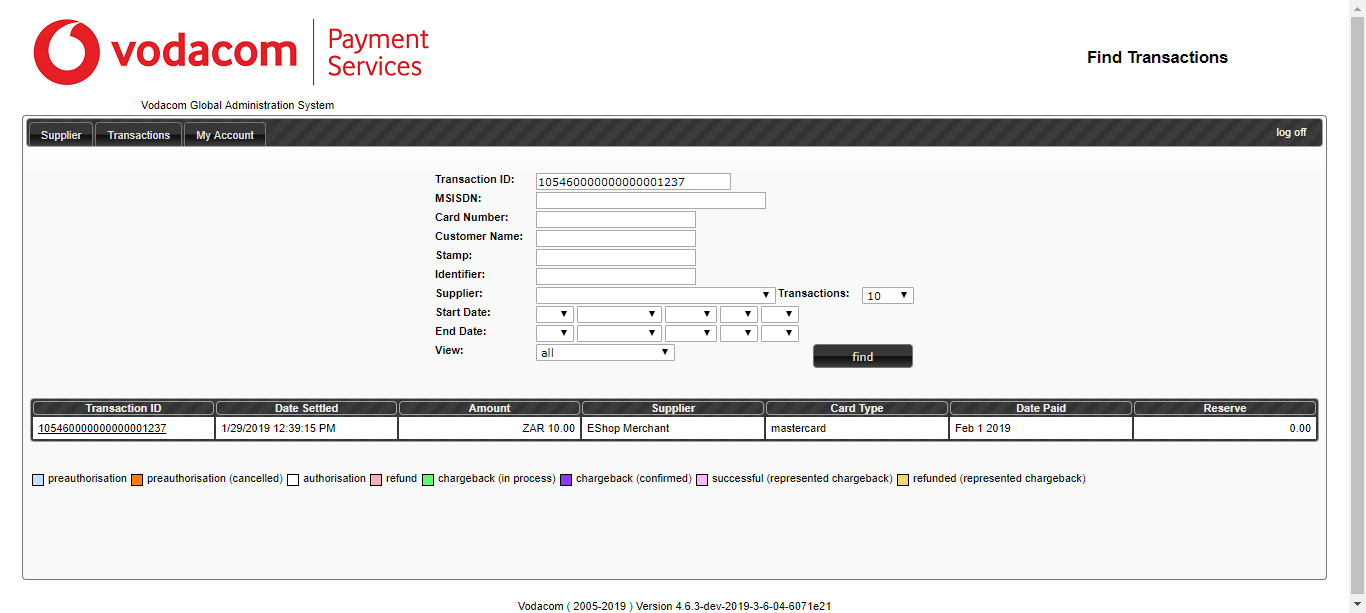 vodacom
Payment
Services
Find Transactions
Vodacom Global Administration System
Supplier Transactions My Account log off
Transaction ID: 105460000000000001237
MSISDN:
Card Number:
Customer Name:
Stamp:
Identifier:
Supplier: Transactions: 10
Start Date:
End Date:
View: all find
Transaction ID Date Settled Amount Supplier Card Type Date Paid Reserve
105460000000000001237 1/29/2019 12:39:15 PM ZAR 10.00 EShop Merchant mastercard Feb 1 2019 0.00
preauthorisation preauthorisation (cancelled) authorisation refund chargeback (in process) chargeback (confirmed) successful (represented chargeback) refunded (represented chargeback)
Vodacom ( 2005-2019 ) Version 4.6.3-dev-2019-3-6-04-6071e21